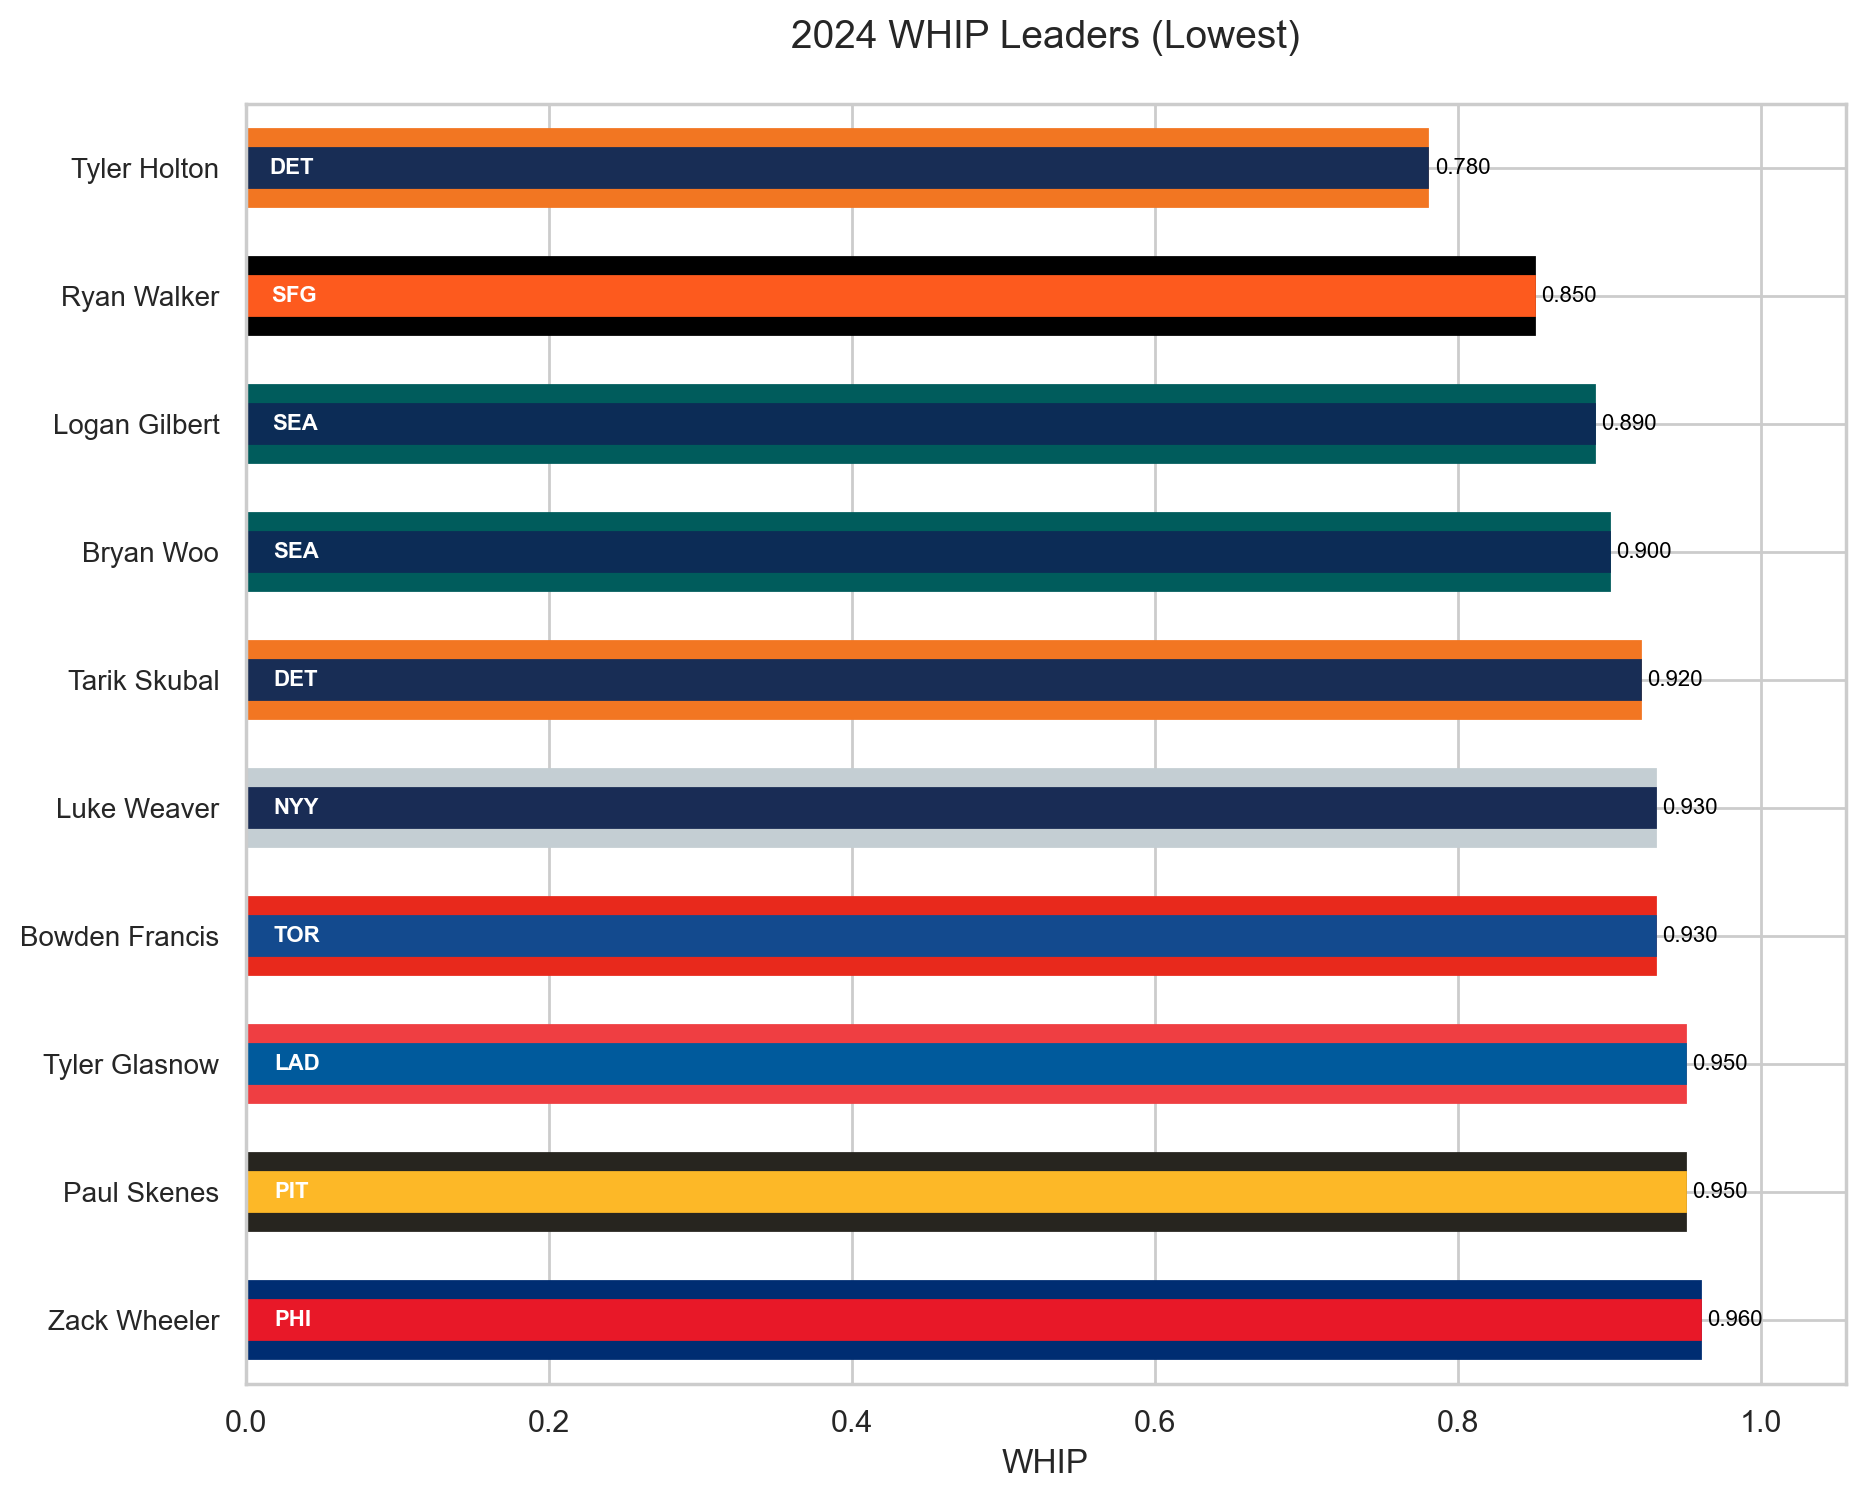 2024 WHIP Leaders (Lowest)
Tyler Holton DET 0.780
Ryan Walker SFG 0.850
Logan Gilbert SEA 0.890
Bryan Woo SEA 0.900
Tarik Skubal DET 0.920
Luke Weaver NYY 0.930
Bowden Francis TOR 0.930
Tyler Glasnow LAD 0.950
Paul Skenes PIT 0.950
Zack Wheeler PHI 0.960
0.0 0.2 0.4 0.6 0.8 1.0
WHIP